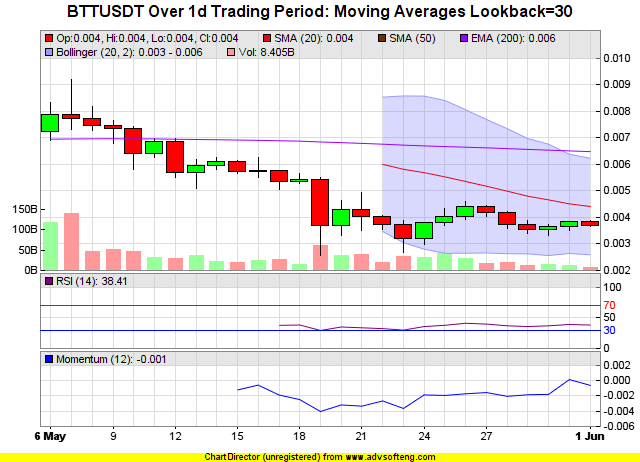 BTTUSDT Over 1d Trading Period: Moving Averages Lookback=30
Op:0.004, Hi:0.004, Lo:0.004, Cl:0.004 SMA (20): 0.004 SMA (50) EMA (200): 0.006
Bollinger (20, 2): 0.003 - 0.006 Vol: 8.405B
0.010
0.009
0.008
0.007
0.006
0.005
0.004
0.003
0.002
150B
100B
50B
0B
RSI (14): 38.41
100
70
50
30
0
Momentum (12): -0.001
0.002
0.000
-0.002
-0.004
-0.006
6 May 9 12 15 18 21 24 27 1 Jun
ChartDirector (unregistered) from www.advsofteng.com